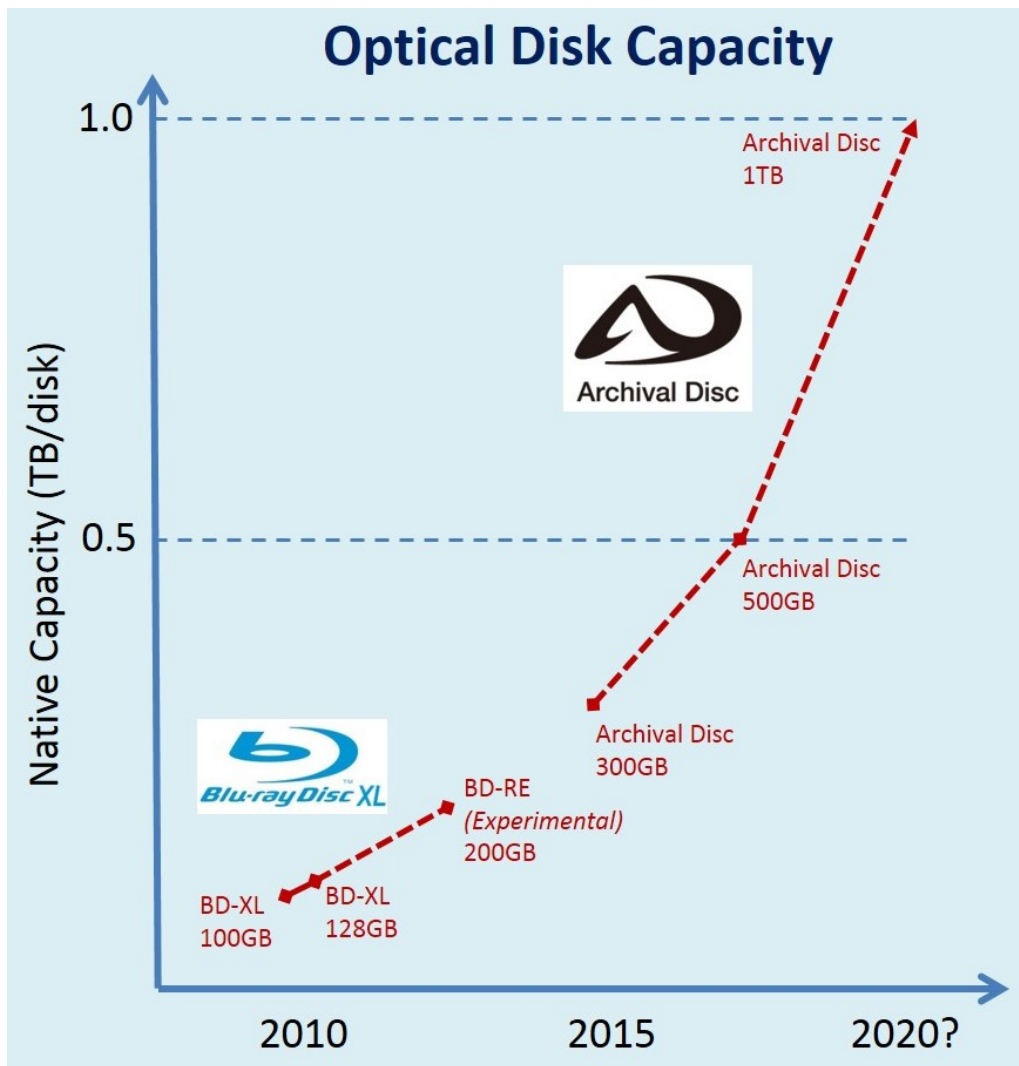 Optical Disk Capacity
1.0
Archival Disc
1TB
Archival Disc
Native Capacity (TB/disk)
0.5
Archival Disc
500GB
Archival Disc
300GB
Blu-ray Disc XL
TM
BD-RE
(Experimental)
200GB
BD-XL
100GB
BD-XL
128GB
2010
2015
2020?